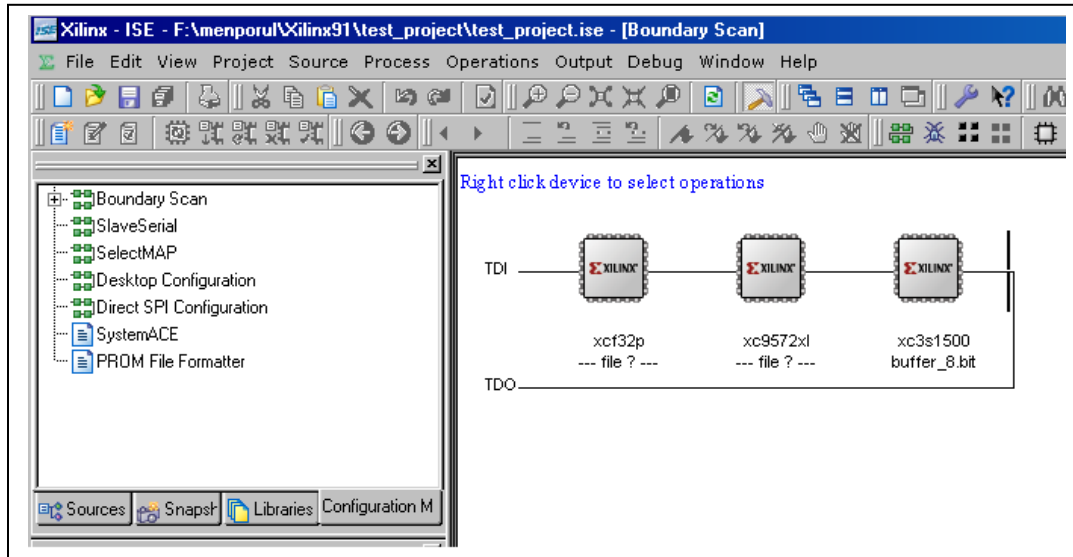 Xilinx - ISE - F:\menporul\Xilinx91\test_project\test_project.ise - [Boundary Scan]
File Edit View Project Source Process Operations Output Debug Window Help
Boundary Scan
SlaveSerial
SelectMAP
Desktop Configuration
Direct SPI Configuration
SystemACE
PROM File Formatter
Sources Snapsh Libraries Configuration M
Right click device to select operations
TDI XILINX XILINX XILINX
xcf32p xc9572xl xc3s1500
--- file ? --- --- file ? --- buffer_8.bit
TDO